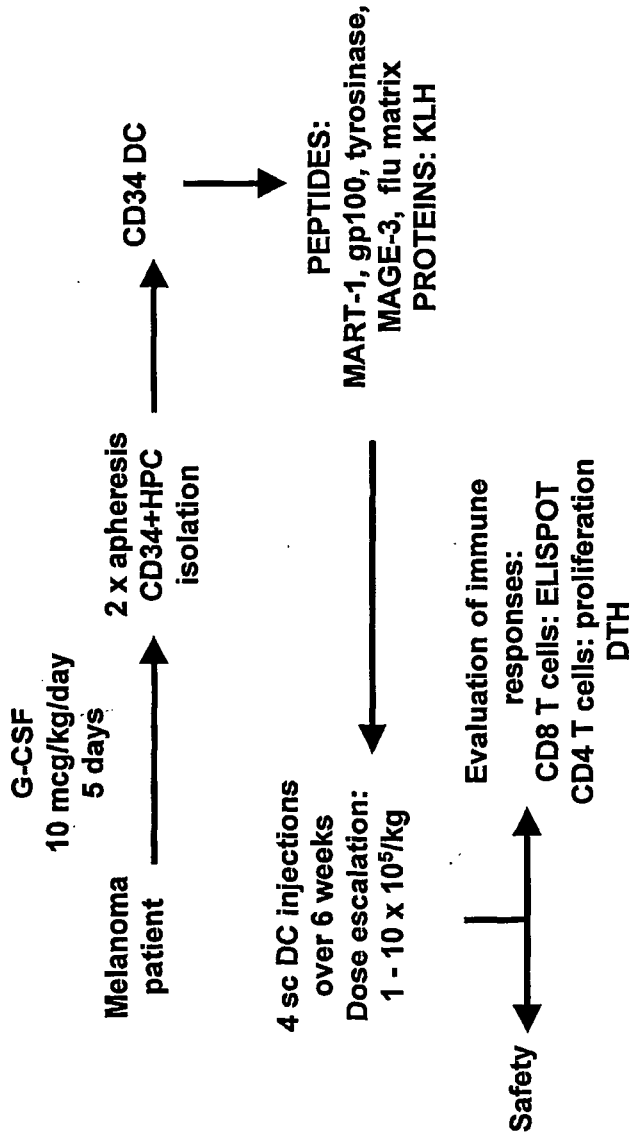 G-CSF
10 mcg/kg/day
5 days
Melanoma
patient
2 x apheresis
CD34+HPC
isolation
CD34 DC
PEPTIDES:
MART-1, gp100, tyrosinase,
MAGE-3, flu matrix
PROTEINS: KLH
4 sc DC injections
over 6 weeks
Dose escalation:
1 - 10 x 10⁵/kg
Safety
Evaluation of immune
responses:
CD8 T cells: ELISPOT
CD4 T cells: proliferation
DTH